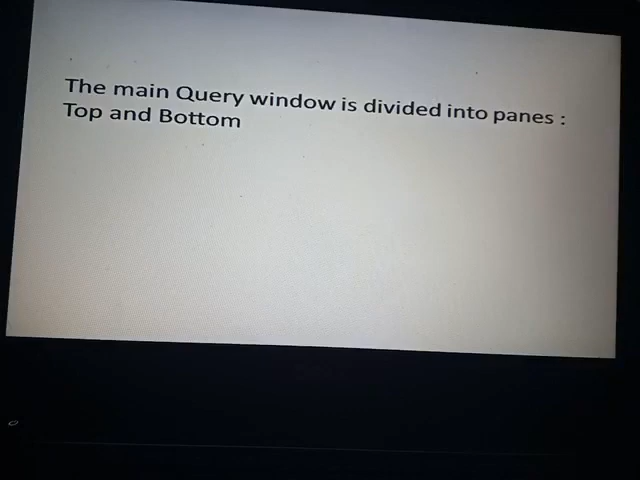 The main Query window is divided into panes :
Top and Bottom